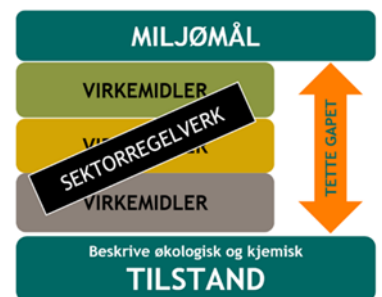 MILJØMÅL
VIRKEMIDLER
SEKTORREGELVERK
VIRKEMIDLER
TETTE GAPET
Beskrive økologisk og kjemisk
TILSTAND